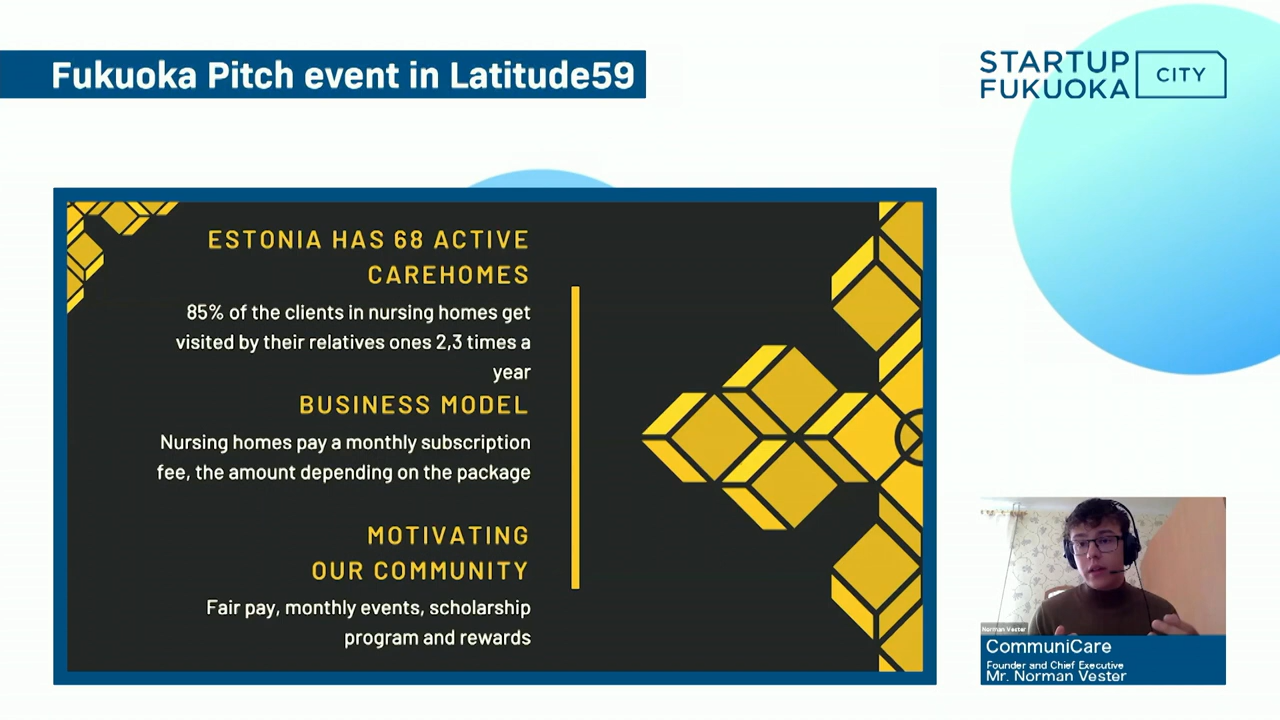 Fukuoka Pitch event in Latitude59
STARTUP
FUKUOKA
CITY
ESTONIA HAS 68 ACTIVE
CAREHOMES
85% of the clients in nursing homes get
visited by their relatives ones 2,3 times a
year
BUSINESS MODEL
Nursing homes pay a monthly subscription
fee, the amount depending on the package
MOTIVATING
OUR COMMUNITY
Fair pay, monthly events, scholarship
program and rewards
Norman Vester
CommuniCare
Founder and Chief Executive
Mr. Norman Vester